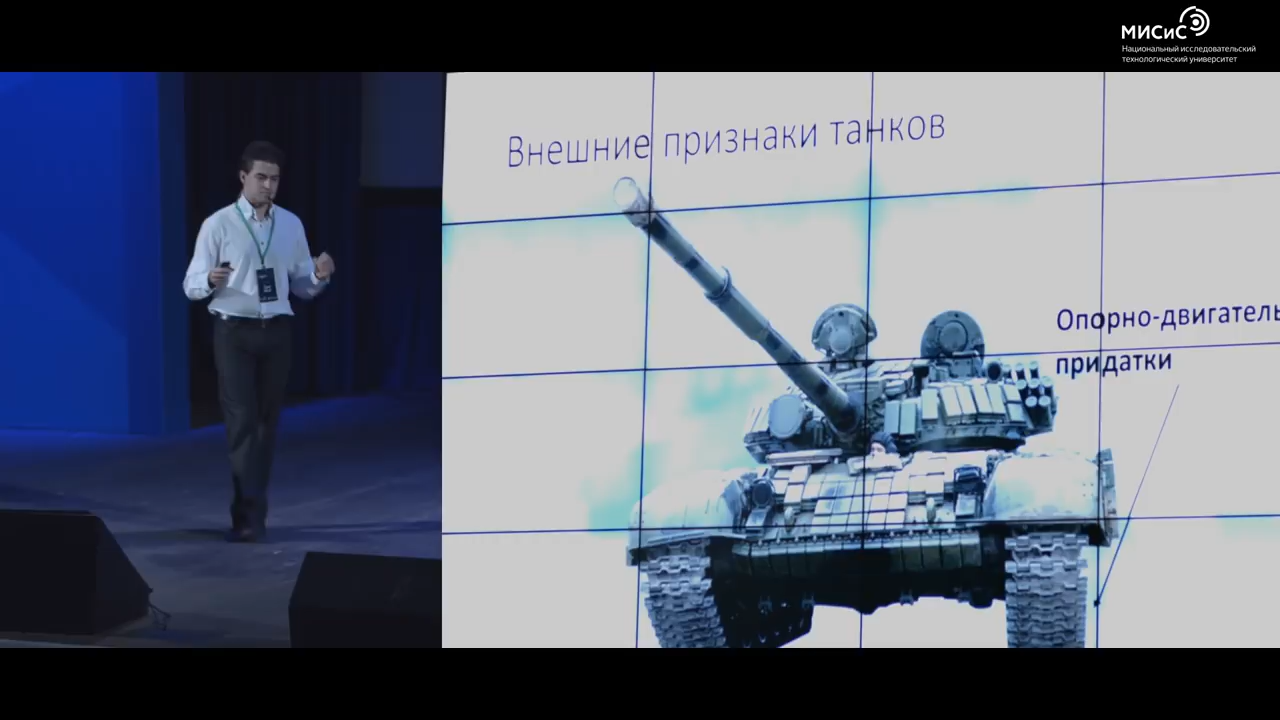 МИСиС
Национальный исследовательский
технологический университет
Внешние признаки танков
придатки